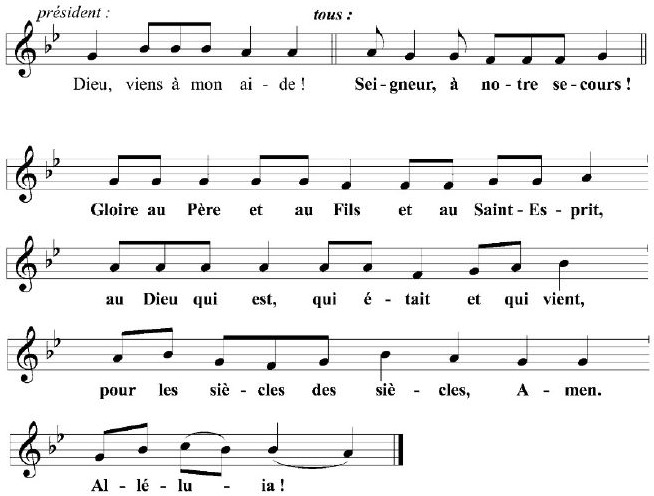 président : tous :
Dieu, viens à mon ai - de ! Sei - gneur, à no - tre se - cours !
Gloire au Père et au Fils et au Saint - Es - prit,
au Dieu qui est, qui é - tait et qui vient,
pour les siè - cles des siè - cles, A - men.
Al - lé - lu - ia !